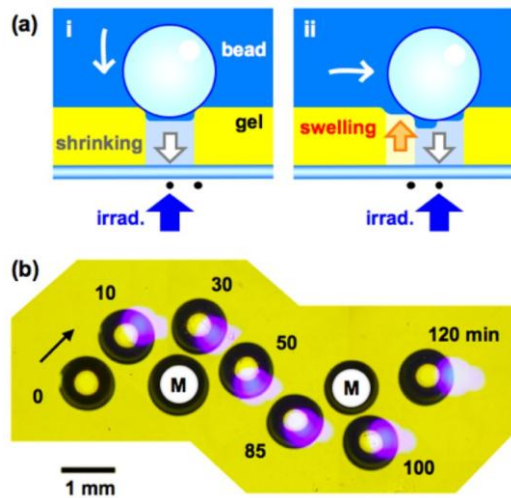 (a)
i
bead
gel
shrinking
irrad.
ii
swelling
irrad.
(b)
10
30
50
120 min
0
M
M
85
100
1 mm